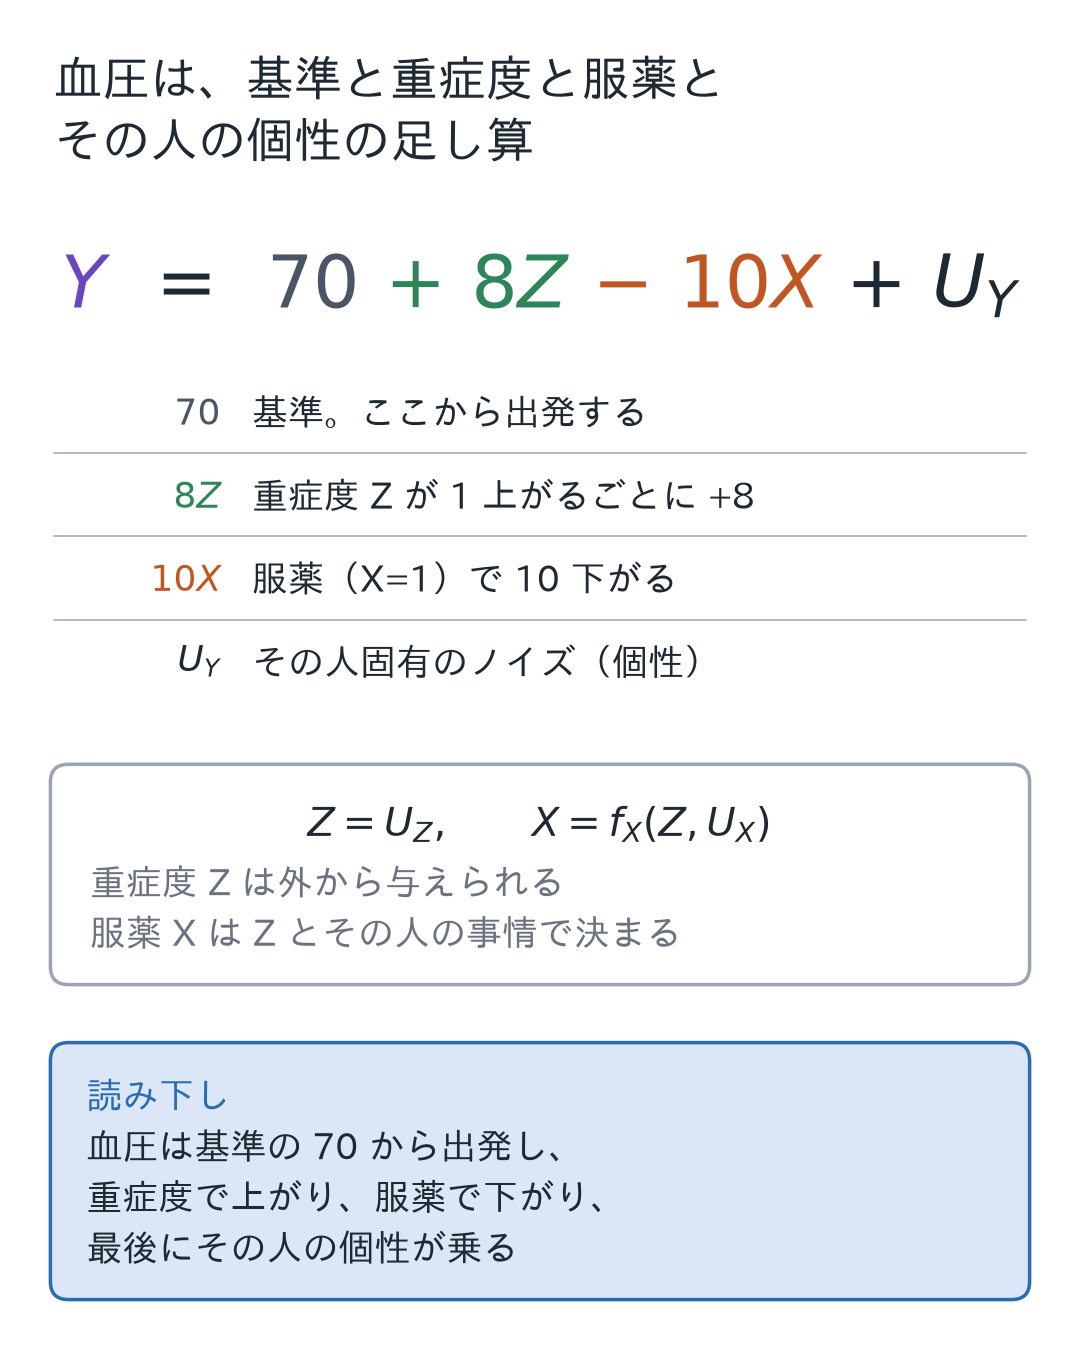 血圧は、基準と重症度と服薬と
その人の個性の足し算
Y = 70 + 8Z − 10X + U_Y
70 基準。ここから出発する
8Z 重症度 Z が 1 上がるごとに +8
10X 服薬（X=1）で 10 下がる
U_Y その人固有のノイズ（個性）
Z = U_Z, X = f_X(Z, U_X)
重症度 Z は外から与えられる
服薬 X は Z とその人の事情で決まる
読み下し
血圧は基準の 70 から出発し、
重症度で上がり、服薬で下がり、
最後にその人の個性が乗る